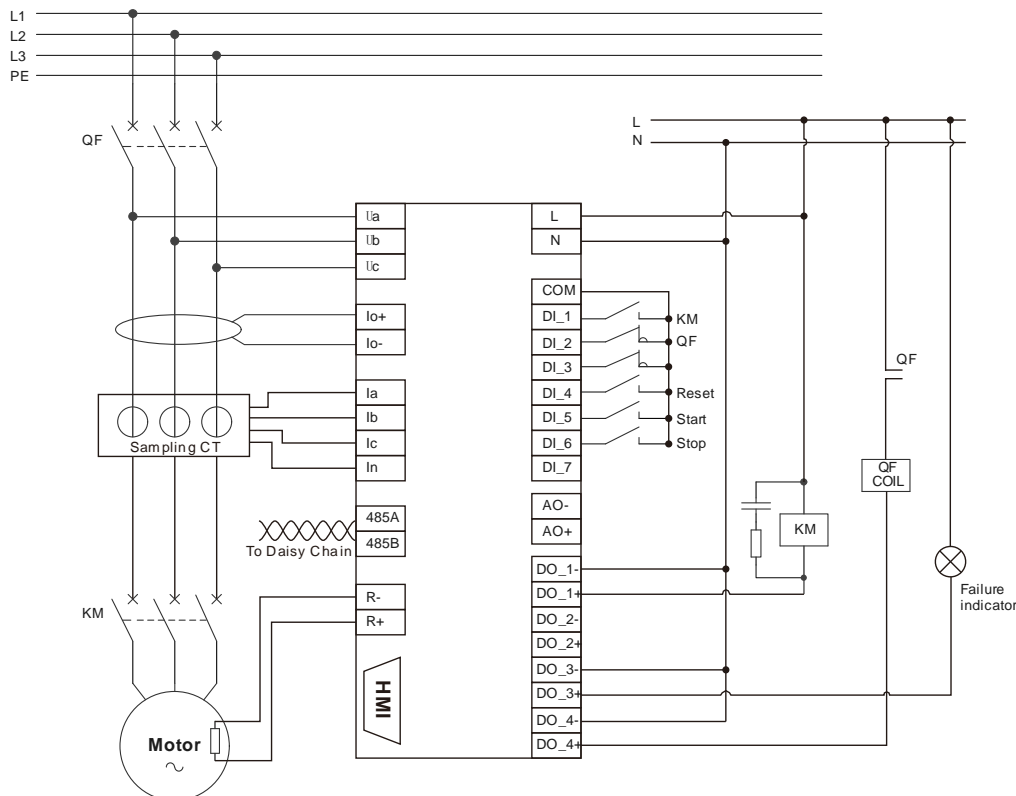 L1
L2
L3
PE
QF
L
N
Ua
Ub
Uc
Io+
Io-
Ia
Ib
Ic
In
Sampling CT
485A
485B
To Daisy Chain
R-
R+
KM
HMI
Motor
L
N
COM
DI_1
DI_2
DI_3
DI_4
DI_5
DI_6
DI_7
KM
QF
Reset
Start
Stop
AO-
AO+
DO_1-
DO_1+
DO_2-
DO_2+
DO_3-
DO_3+
DO_4-
DO_4+
KM
QF
QF
COIL
Failure
indicator